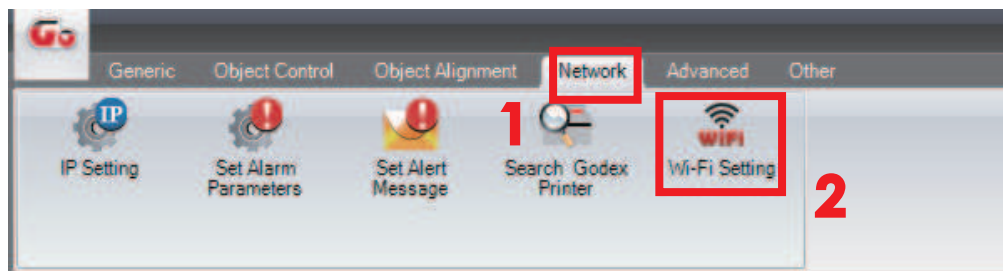 Go
Generic Object Control Object Alignment Network Advanced Other
1
IP WiFi
IP Setting Set Alarm Parameters Set Alert Message Search Godex Printer Wi-Fi Setting
2